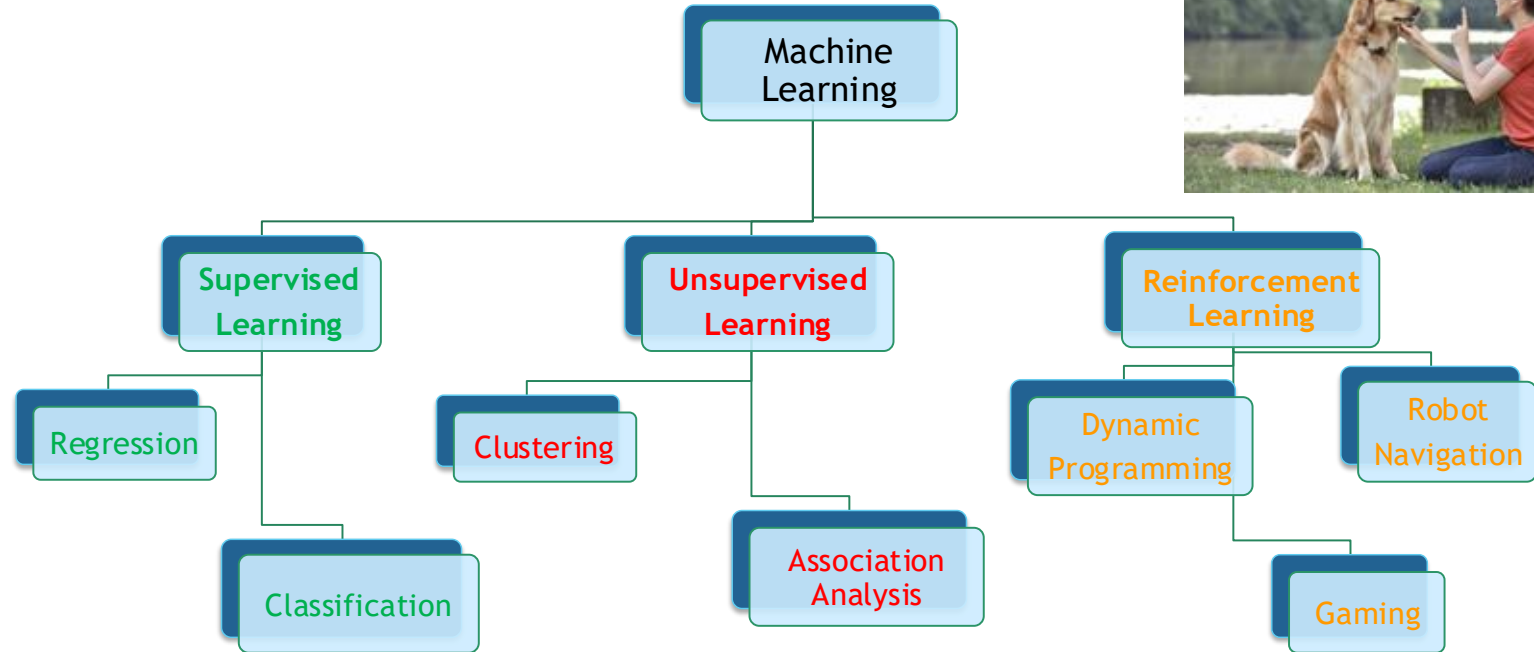 Machine
Learning
Supervised
Learning
Unsupervised
Learning
Reinforcement
Learning
Regression
Classification
Clustering
Association
Analysis
Dynamic
Programming
Robot
Navigation
Gaming